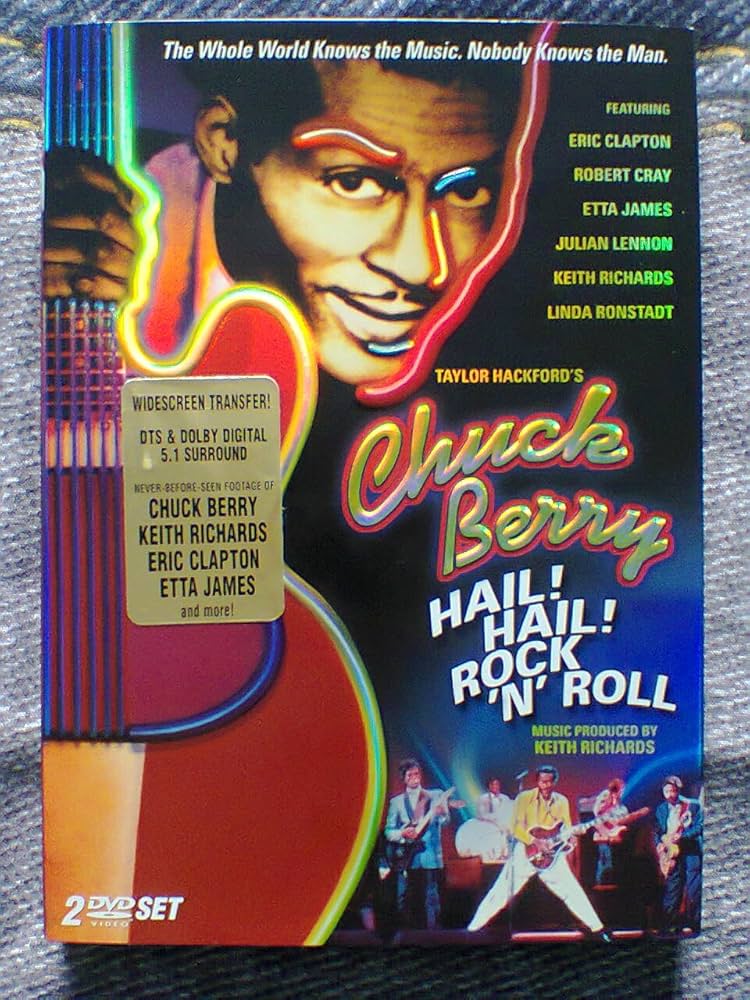 The Whole World Knows the Music. Nobody Knows the Man.
FEATURING
ERIC CLAPTON
ROBERT CRAY
ETTA JAMES
JULIAN LENNON
KEITH RICHARDS
LINDA RONSTADT
TAYLOR HACKFORD'S
Chuck
Berry
HAIL!
HAIL!
ROCK
'N' ROLL
MUSIC PRODUCED BY
KEITH RICHARDS
WIDESCREEN TRANSFER!
DTS & DOLBY DIGITAL
5.1 SURROUND
NEVER-BEFORE-SEEN FOOTAGE OF
CHUCK BERRY
KEITH RICHARDS
ERIC CLAPTON
ETTA JAMES
and more!
2 DVD SET
VIDEO